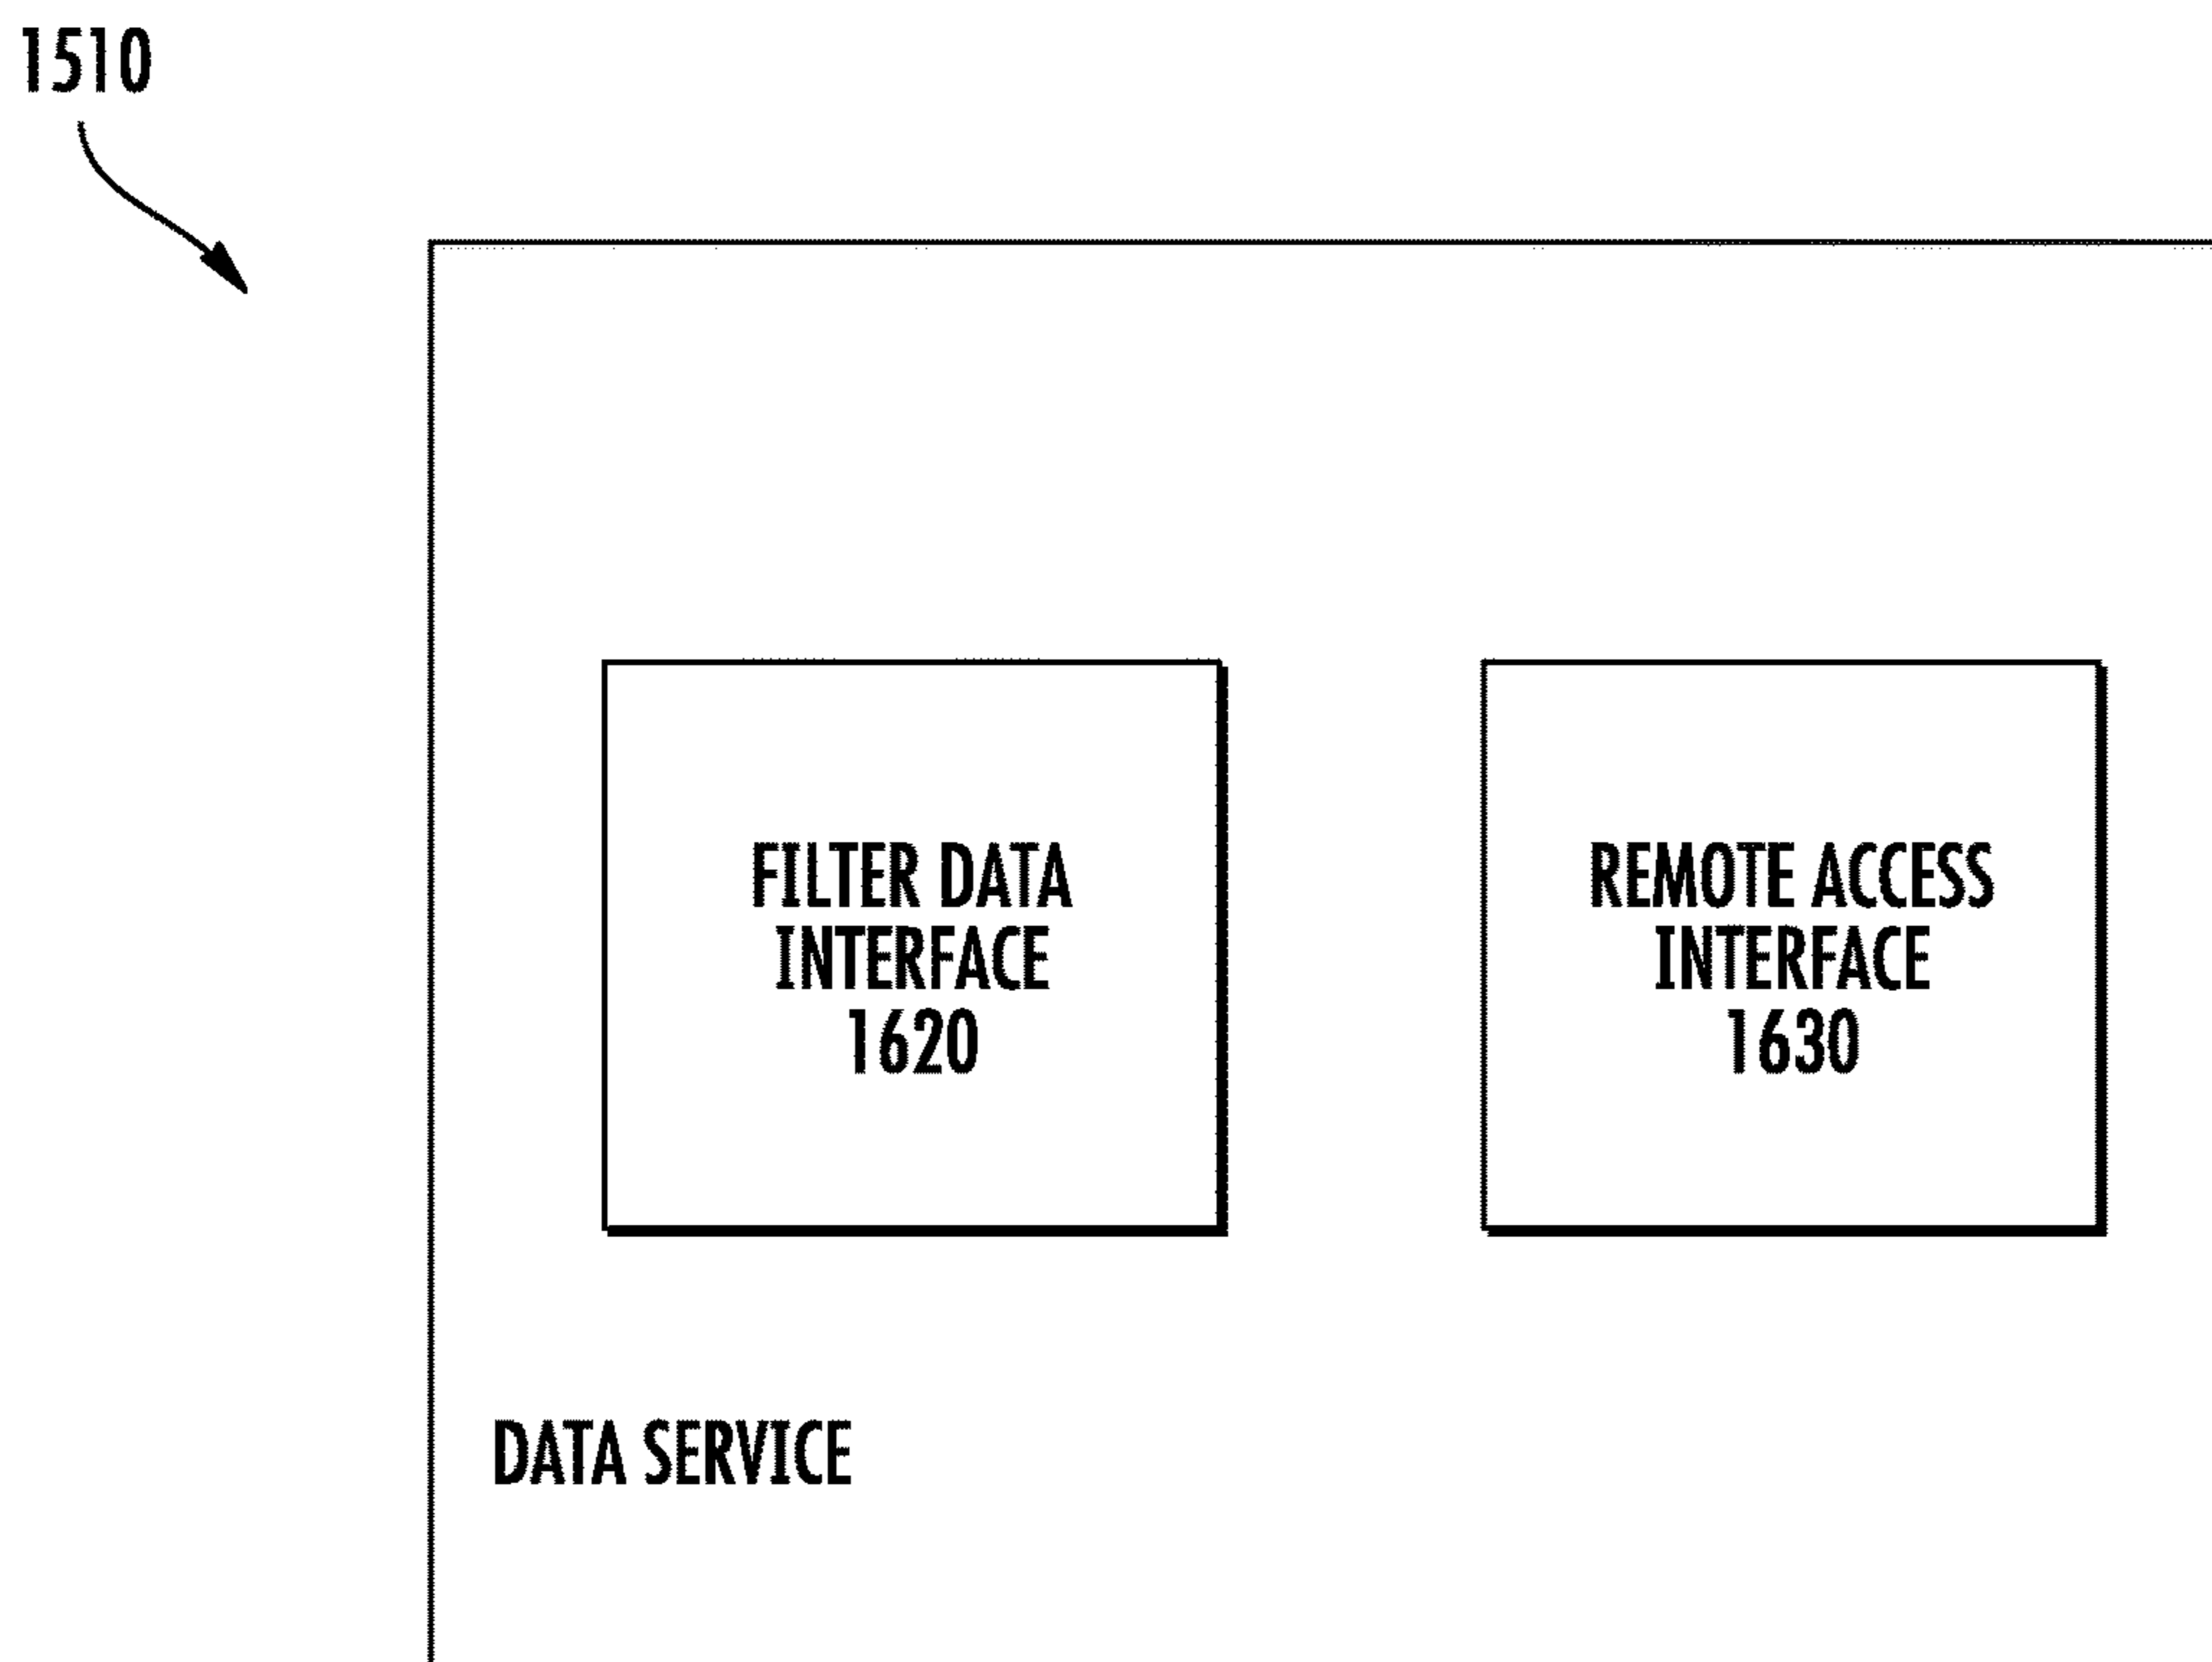 1510
FILTER DATA
INTERFACE
1620
REMOTE ACCESS
INTERFACE
1630
DATA SERVICE